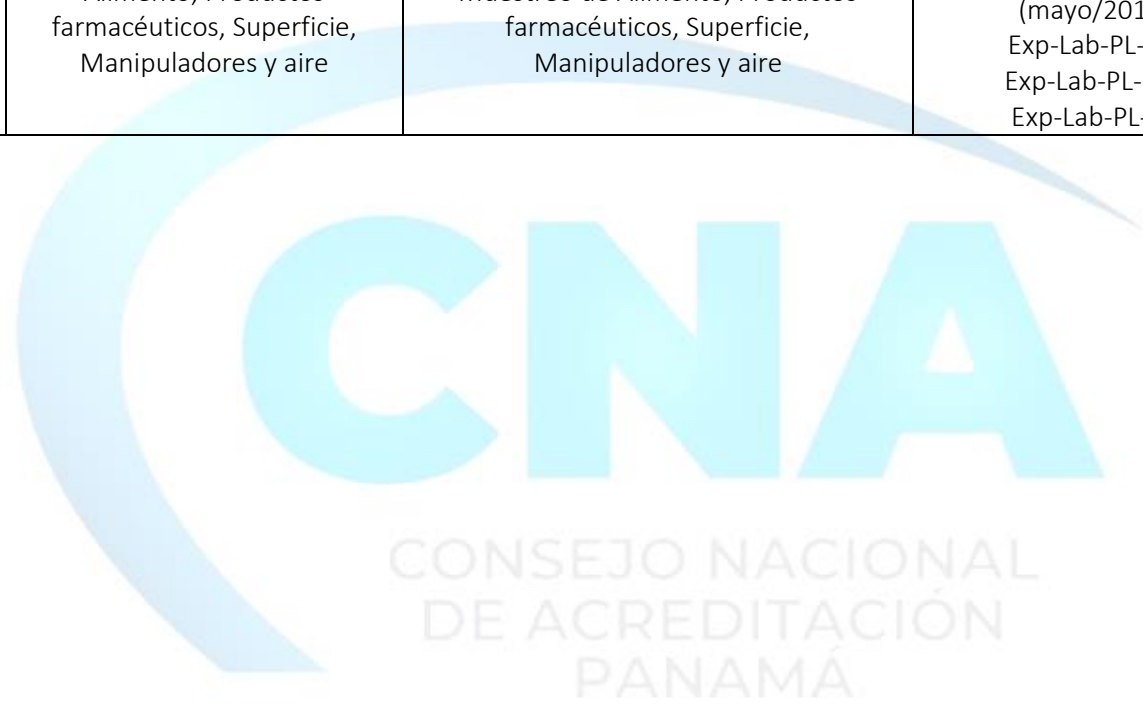 farmacéuticos, Superficie,
Manipuladores y aire
farmacéuticos, Superficie,
Manipuladores y aire
(mayo/201
Exp-Lab-PL-
Exp-Lab-PL-
Exp-Lab-PL-
CNA
CONSEJO NACIONAL
DE ACREDITACIÓN
PANAMÁ